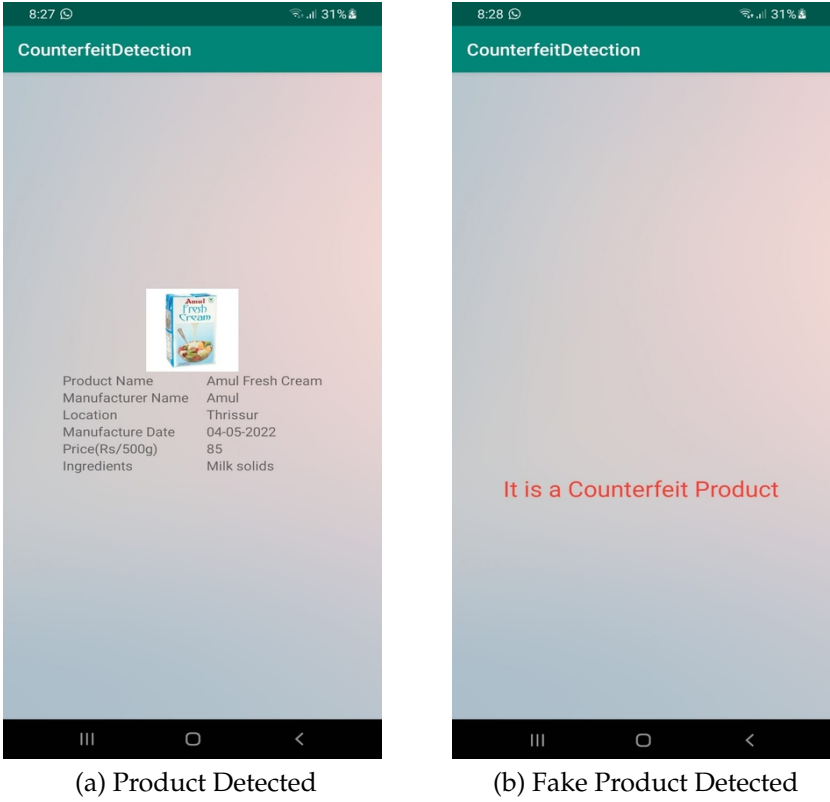 8:27 31%
CounterfeitDetection
Amul
Fresh
Cream
Product Name Amul Fresh Cream
Manufacturer Name Amul
Location Thrissur
Manufacture Date 04-05-2022
Price(Rs/500g) 85
Ingredients Milk solids
(a) Product Detected
8:28 31%
CounterfeitDetection
It is a Counterfeit Product
(b) Fake Product Detected